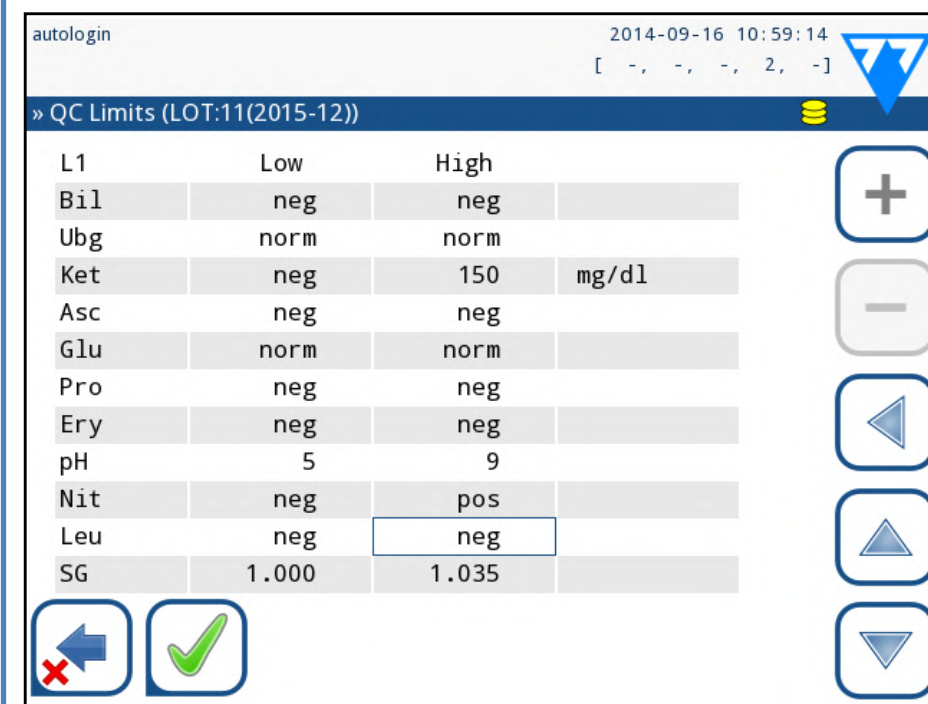 autologin 2014-09-16 10:59:14
[ -, -, -, 2, -]
» QC Limits (LOT:11(2015-12))
L1 Low High
Bil neg neg
Ubg norm norm
Ket neg 150 mg/dl
Asc neg neg
Glu norm norm
Pro neg neg
Ery neg neg
pH 5 9
Nit neg pos
Leu neg neg
SG 1.000 1.035